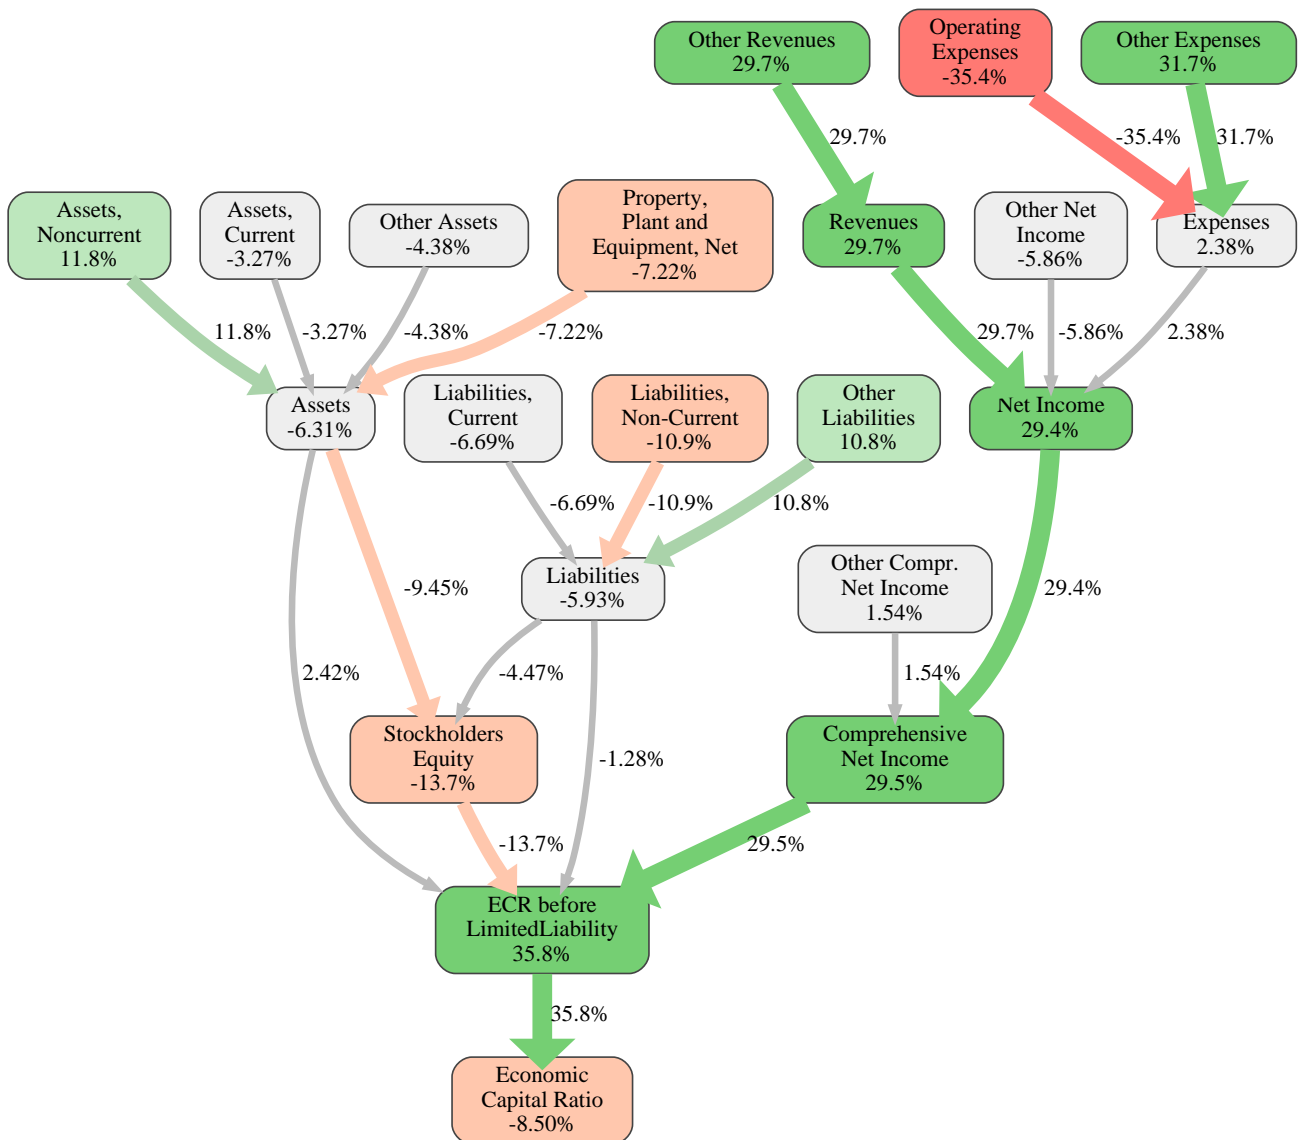 Other Revenues
29.7%
Operating
Expenses
-35.4%
Other Expenses
31.7%
29.7%
-35.4%
31.7%
Assets,
Noncurrent
11.8%
Assets,
Current
-3.27%
Other Assets
-4.38%
Property,
Plant and
Equipment, Net
-7.22%
Revenues
29.7%
Other Net
Income
-5.86%
Expenses
2.38%
11.8%
-3.27%
-4.38%
-7.22%
29.7%
-5.86%
2.38%
Assets
-6.31%
Liabilities,
Current
-6.69%
Liabilities,
Non-Current
-10.9%
Other
Liabilities
10.8%
Net Income
29.4%
-6.69%
-10.9%
10.8%
Liabilities
-5.93%
Other Compr.
Net Income
1.54%
-9.45%
29.4%
2.42%
-4.47%
1.54%
Stockholders
Equity
-13.7%
-1.28%
Comprehensive
Net Income
29.5%
-13.7%
29.5%
ECR before
LimitedLiability
35.8%
35.8%
Economic
Capital Ratio
-8.50%